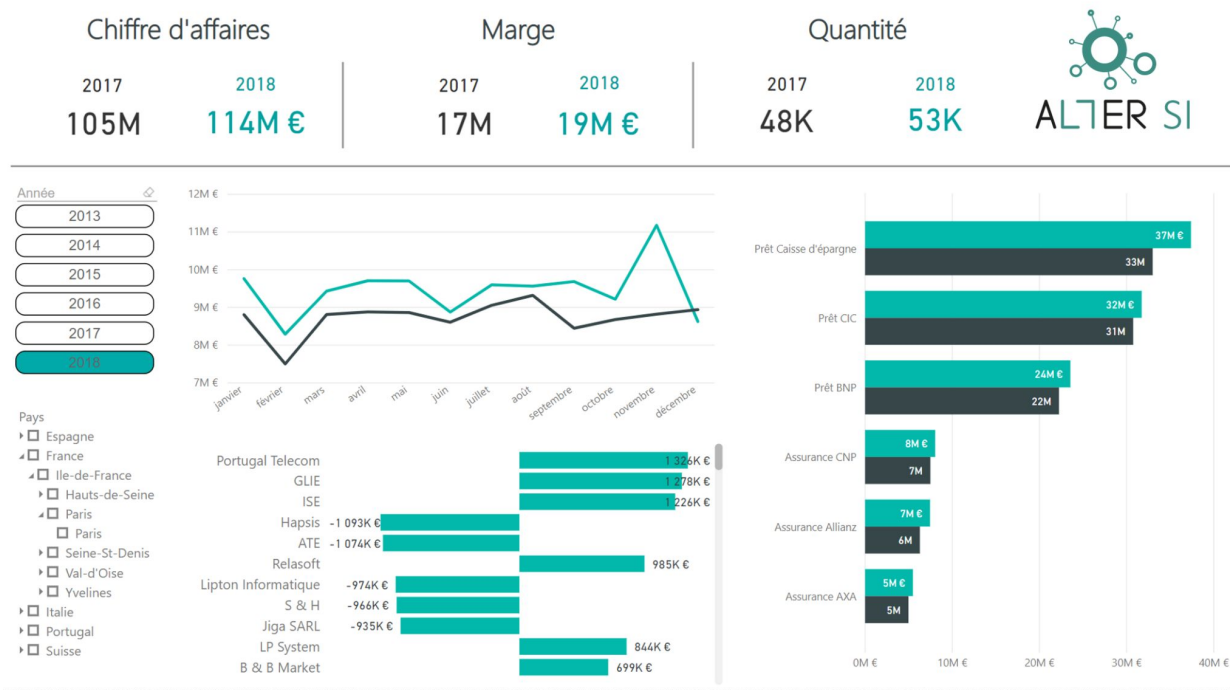 Chiffre d'affaires
Marge
Quantité
2017
2018
2017
2018
2017
2018
105M
114M €
17M
19M €
48K
53K
ALTER SI
Année
2013
2014
2015
2016
2017
2018
Pays
Espagne
France
Ile-de-France
Hauts-de-Seine
Paris
Paris
Seine-St-Denis
Val-d'Oise
Yvelines
Italie
Portugal
Suisse
12M €
11M €
10M €
9M €
8M €
7M €
janvier
février
mars
avril
mai
juin
juillet
août
septembre
octobre
novembre
décembre
Portugal Telecom 1 326K €
GLIE 1 278K €
ISE 1 226K €
Hapsis -1 093K €
ATE -1 074K €
Relasoft 985K €
Lipton Informatique -974K €
S & H -966K €
Jiga SARL -935K €
LP System 844K €
B & B Market 699K €
Prêt Caisse d'épargne
37M €
33M
Prêt CIC
32M €
31M
Prêt BNP
24M €
22M
Assurance CNP
8M €
7M
Assurance Allianz
7M €
6M
Assurance AXA
5M €
5M
0M €
10M €
20M €
30M €
40M €